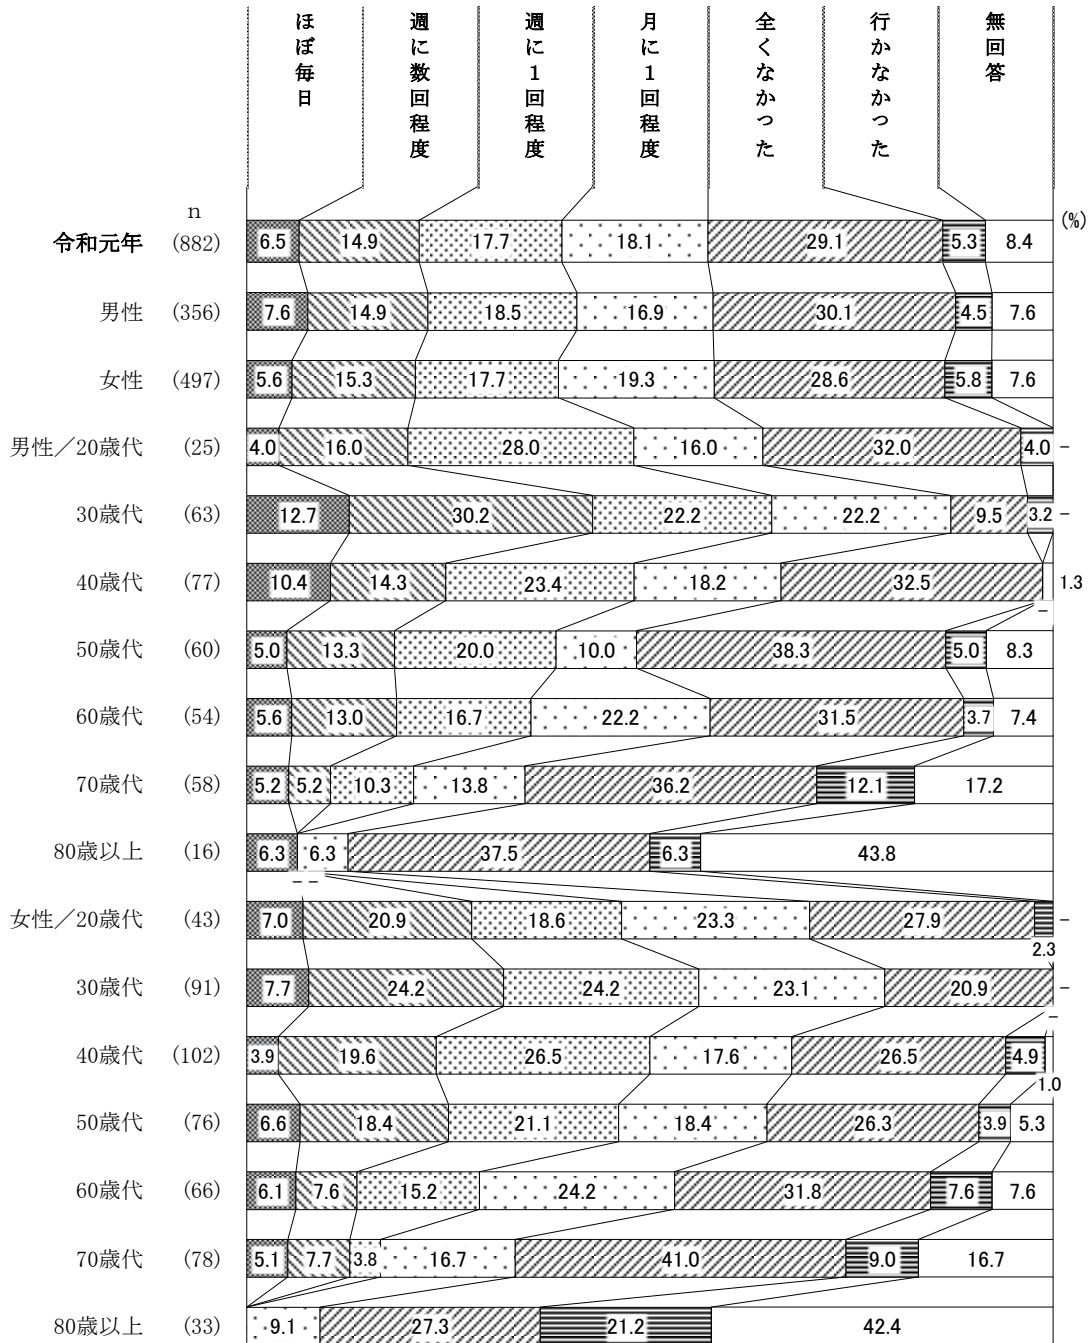 ほぼ毎日
週に数回程度
週に1回程度
月に1回程度
全くなかった
行かなかった
無回答
n
(%)
令和元年 (882) 6.5 14.9 17.7 18.1 29.1 5.3 8.4
男性 (356) 7.6 14.9 18.5 16.9 30.1 4.5 7.6
女性 (497) 5.6 15.3 17.7 19.3 28.6 5.8 7.6
男性／20歳代 (25) 4.0 16.0 28.0 16.0 32.0 4.0 -
30歳代 (63) 12.7 30.2 22.2 22.2 9.5 3.2 -
40歳代 (77) 10.4 14.3 23.4 18.2 32.5 1.3
-
50歳代 (60) 5.0 13.3 20.0 10.0 38.3 5.0 8.3
60歳代 (54) 5.6 13.0 16.7 22.2 31.5 3.7 7.4
70歳代 (58) 5.2 5.2 10.3 13.8 36.2 12.1 17.2
80歳以上 (16) 6.3 6.3 37.5 6.3 43.8
- -
女性／20歳代 (43) 7.0 20.9 18.6 23.3 27.9 -
2.3
30歳代 (91) 7.7 24.2 24.2 23.1 20.9 -
-
40歳代 (102) 3.9 19.6 26.5 17.6 26.5 4.9
1.0
50歳代 (76) 6.6 18.4 21.1 18.4 26.3 3.9 5.3
60歳代 (66) 6.1 7.6 15.2 24.2 31.8 7.6 7.6
70歳代 (78) 5.1 7.7 3.8 16.7 41.0 9.0 16.7
80歳以上 (33) 9.1 27.3 21.2 42.4